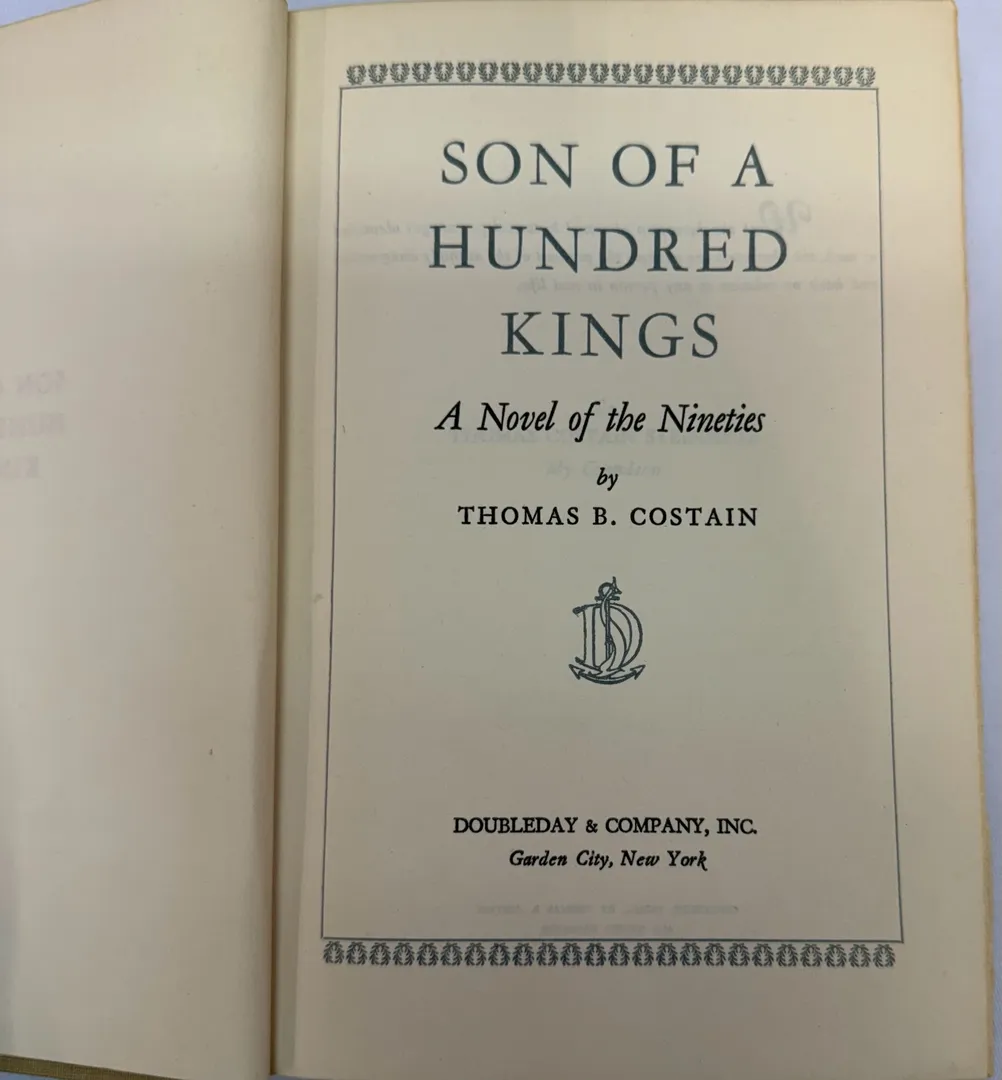 SON OF A
HUNDRED
KINGS
A Novel of the Nineties
by
THOMAS B. COSTAIN
DOUBLEDAY & COMPANY, INC.
Garden City, New York